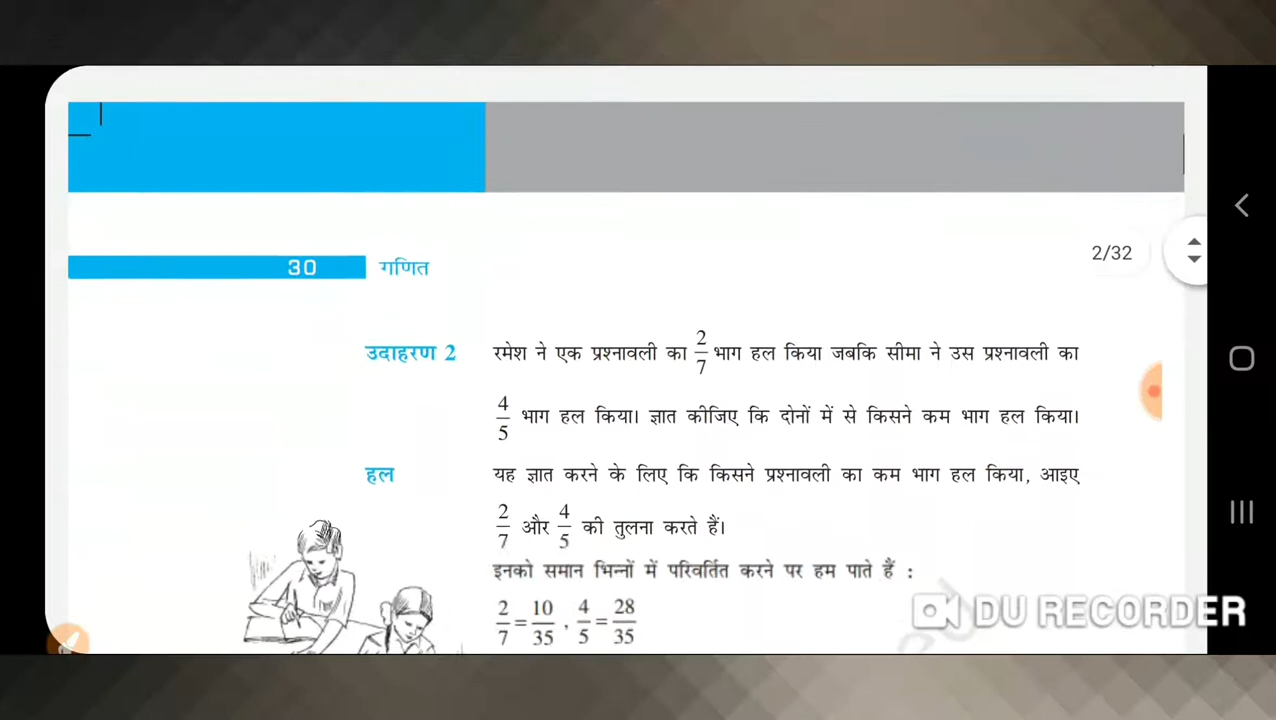 30 गणित
2/32
उदाहरण 2 रमेश ने एक प्रश्नावली का 2/7 भाग हल किया जबकि सीमा ने उस प्रश्नावली का
4/5 भाग हल किया। ज्ञात कीजिए कि दोनों में से किसने कम भाग हल किया।
हल यह ज्ञात करने के लिए कि किसने प्रश्नावली का कम भाग हल किया, आइए
2/7 और 4/5 की तुलना करते हैं।
इनको समान भिन्नों में परिवर्तित करने पर हम पाते हैं :
2/7 = 10/35 , 4/5 = 28/35
DU RECORDER